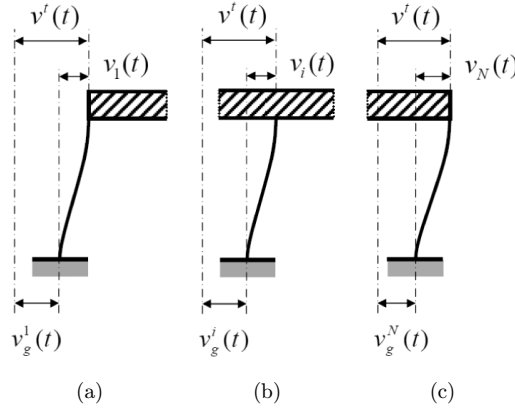 v^t(t) v^t(t) v^t(t)
v_1(t) v_i(t) v_N(t)
v_g^1(t) v_g^i(t) v_g^N(t)
(a) (b) (c)